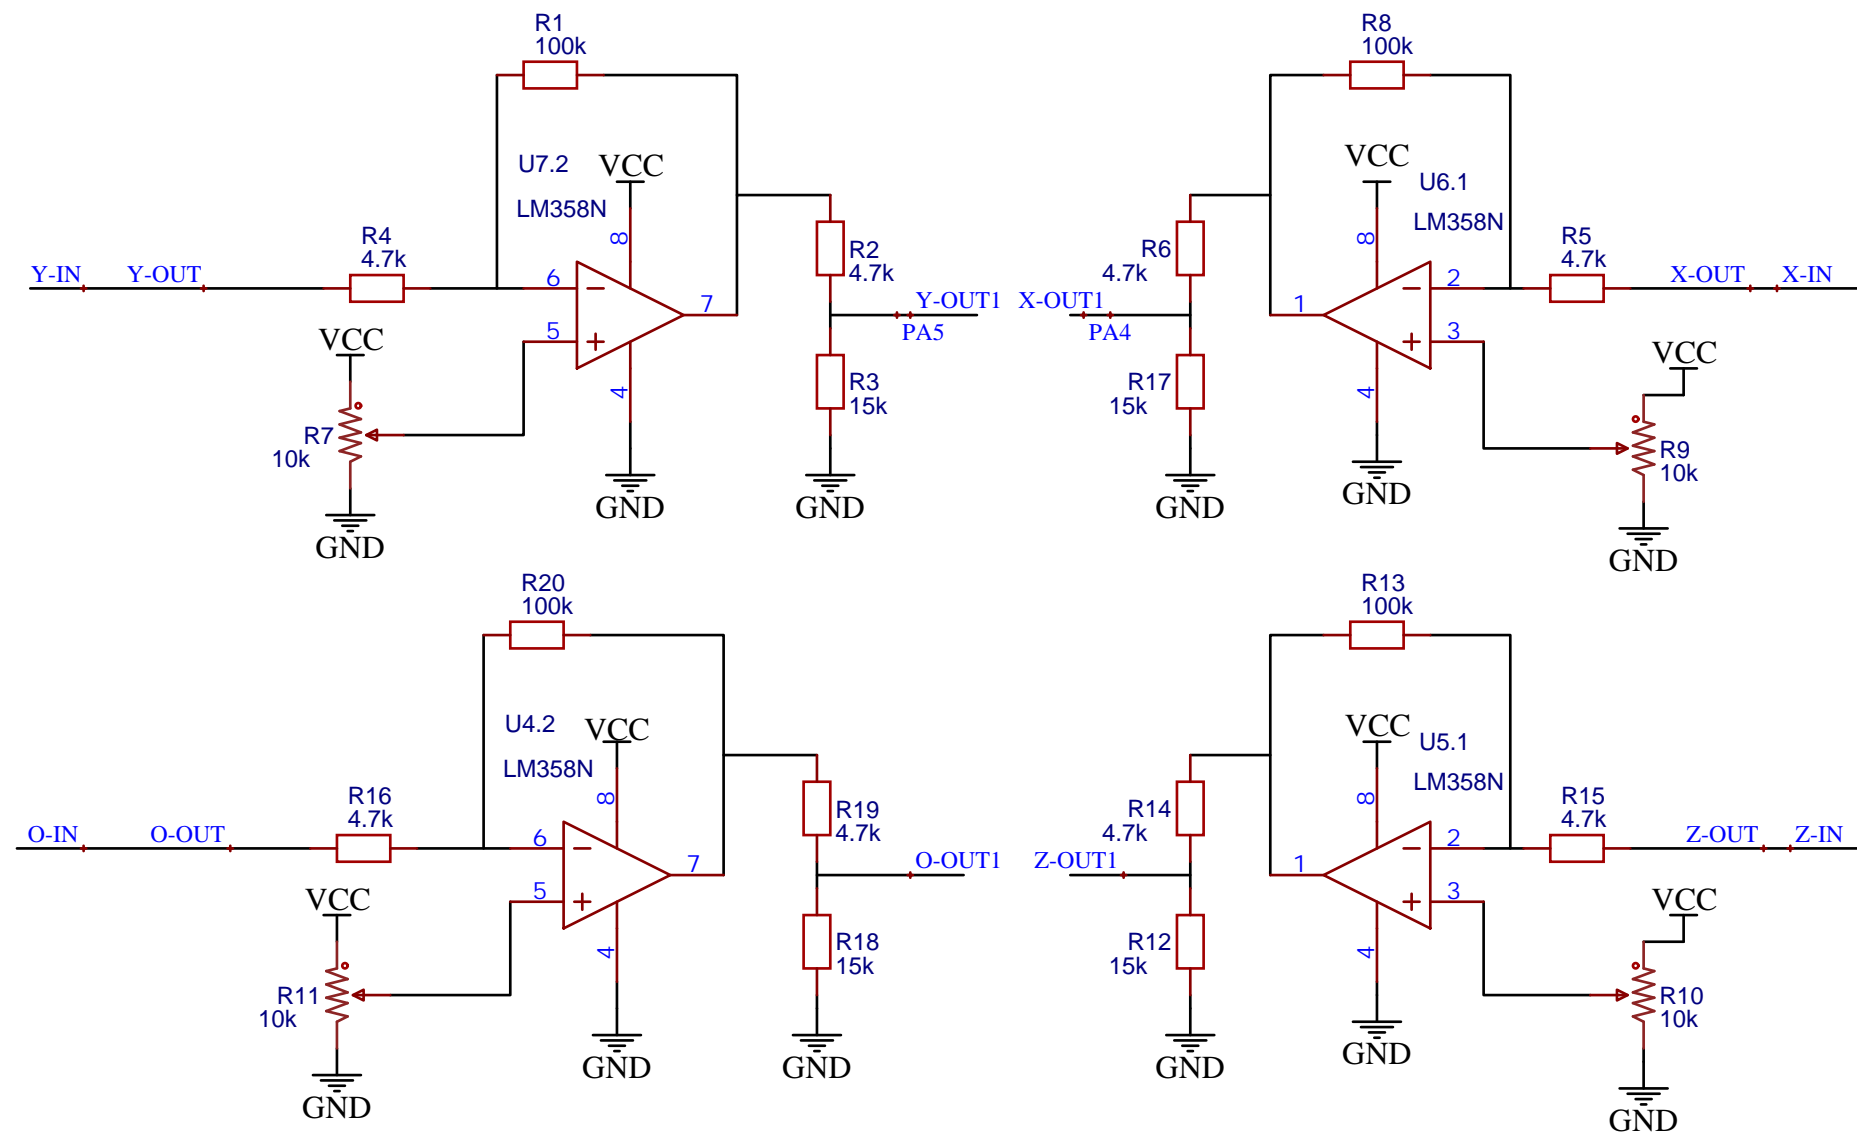 R1
100k
U7.2
VCC
LM358N
8
R4
4.7k
Y-IN
Y-OUT
6
5
7
4
VCC
R7
10k
GND
GND
R2
4.7k
Y-OUT1
PA5
R3
15k
GND
R8
100k
VCC
U6.1
LM358N
8
R6
4.7k
X-OUT1
PA4
R17
15k
GND
1
2
3
4
GND
R5
4.7k
X-OUT
X-IN
VCC
R9
10k
GND
R20
100k
U4.2
VCC
LM358N
8
R16
4.7k
O-IN
O-OUT
6
5
7
4
VCC
R11
10k
GND
GND
R19
4.7k
O-OUT1
R18
15k
GND
R13
100k
VCC
U5.1
LM358N
8
R14
4.7k
Z-OUT1
R12
15k
GND
1
2
3
4
GND
R15
4.7k
Z-OUT
Z-IN
VCC
R10
10k
GND